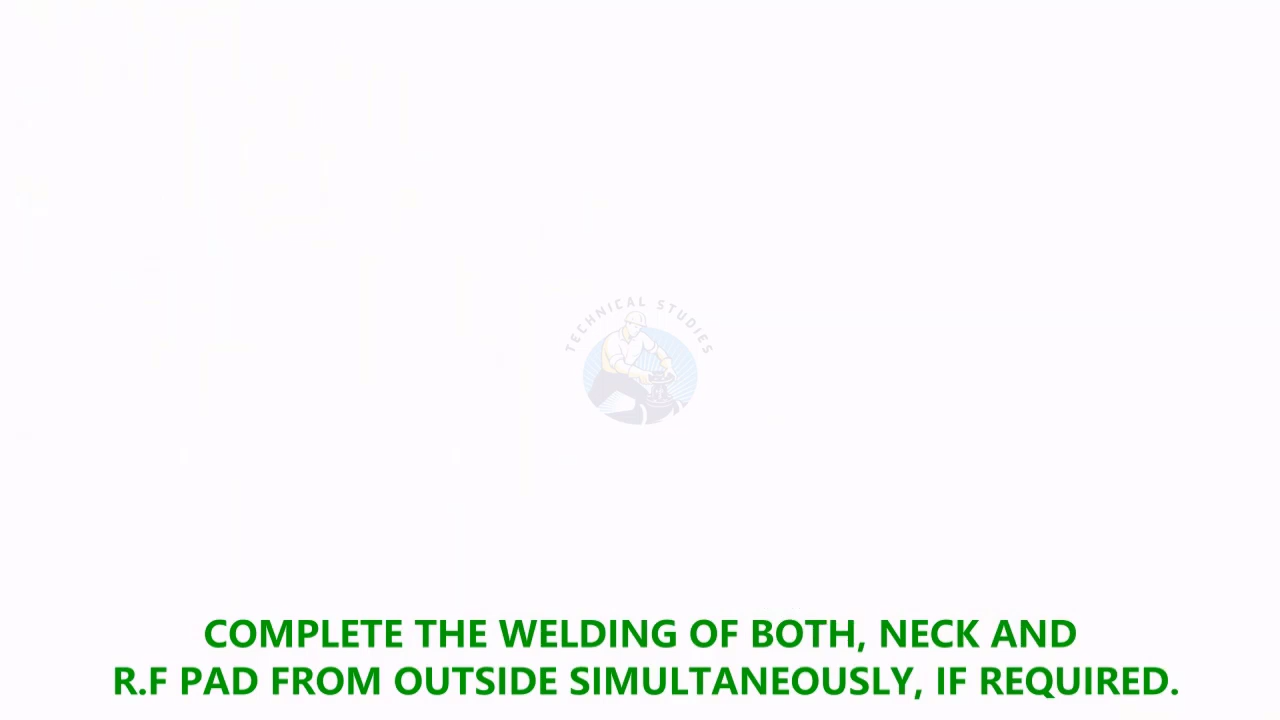 TECHNICAL STUDIES
COMPLETE THE WELDING OF BOTH, NECK AND
R.F PAD FROM OUTSIDE SIMULTANEOUSLY, IF REQUIRED.